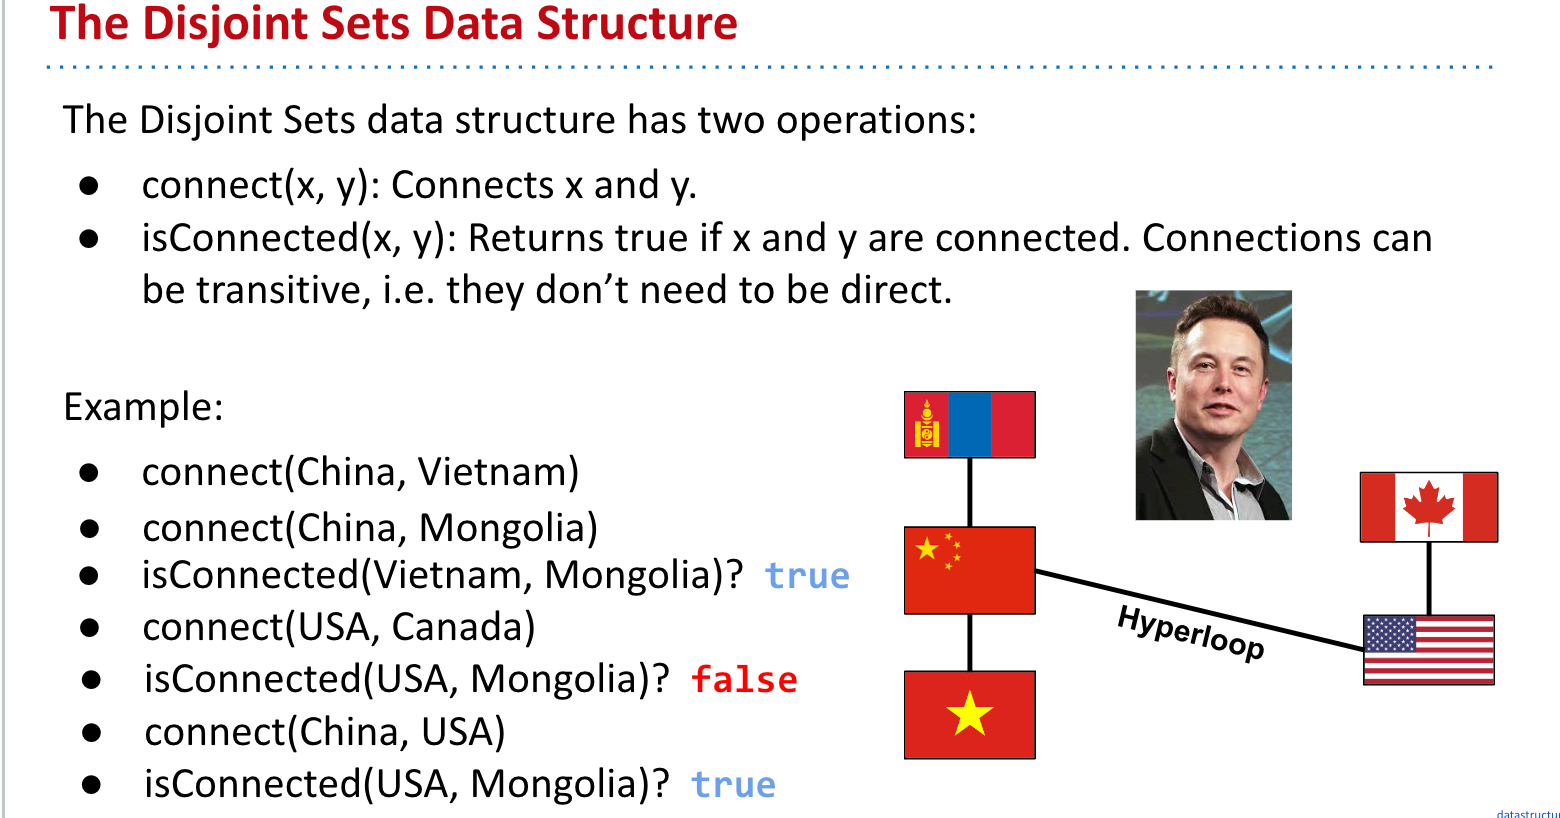 The Disjoint Sets Data Structure
The Disjoint Sets data structure has two operations:
● connect(x, y): Connects x and y.
● isConnected(x, y): Returns true if x and y are connected. Connections can
be transitive, i.e. they don’t need to be direct.
Example:
● connect(China, Vietnam)
● connect(China, Mongolia)
● isConnected(Vietnam, Mongolia)? true
● connect(USA, Canada)
● isConnected(USA, Mongolia)? false
● connect(China, USA)
● isConnected(USA, Mongolia)? true
Hyperloop